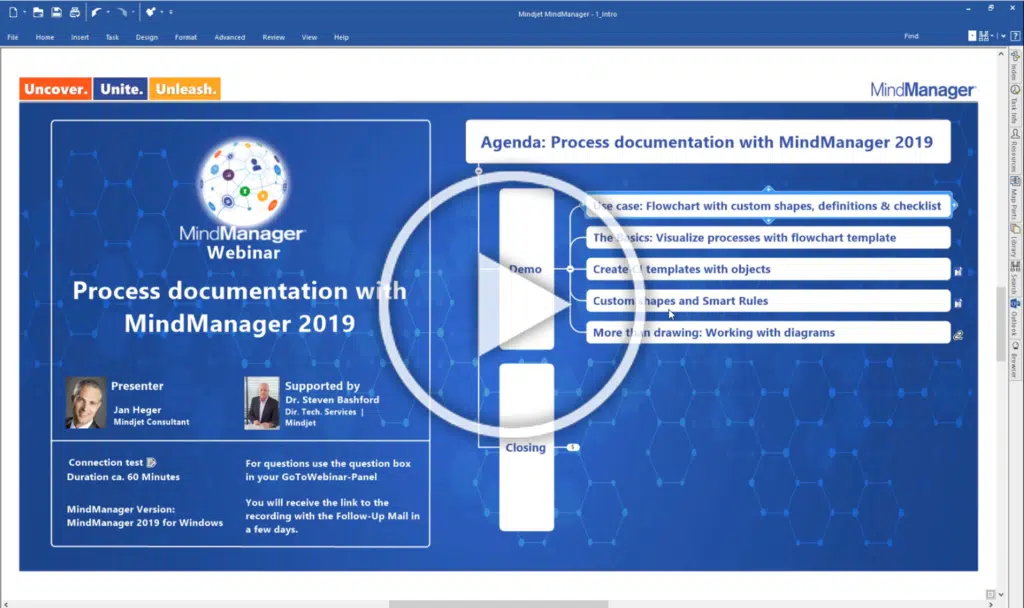 Mindjet MindManager - 1_Intro
File Home Insert Task Design Format Advanced Review View Help Find
Uncover. Unite. Unleash.
MindManager
MindManager
Webinar
Process documentation with
MindManager 2019
Presenter
Jan Heger
Mindjet Consultant
Supported by
Dr. Steven Bashford
Dir. Tech. Services |
Mindjet
Connection test
Duration ca. 60 Minutes
MindManager Version:
MindManager 2019 for Windows
For questions use the question box
in your GoToWebinar-Panel
You will receive the link to the
recording with the Follow-Up Mail in
a few days.
Agenda: Process documentation with MindManager 2019
Demo
Use case: Flowchart with custom shapes, definitions & checklist
The Basics: Visualize processes with flowchart template
Create templates with objects
Custom shapes and Smart Rules
More than drawing: Working with diagrams
Closing
Index
Task Info
Resources
Map Parts
Library
Search
Outlook
Browser